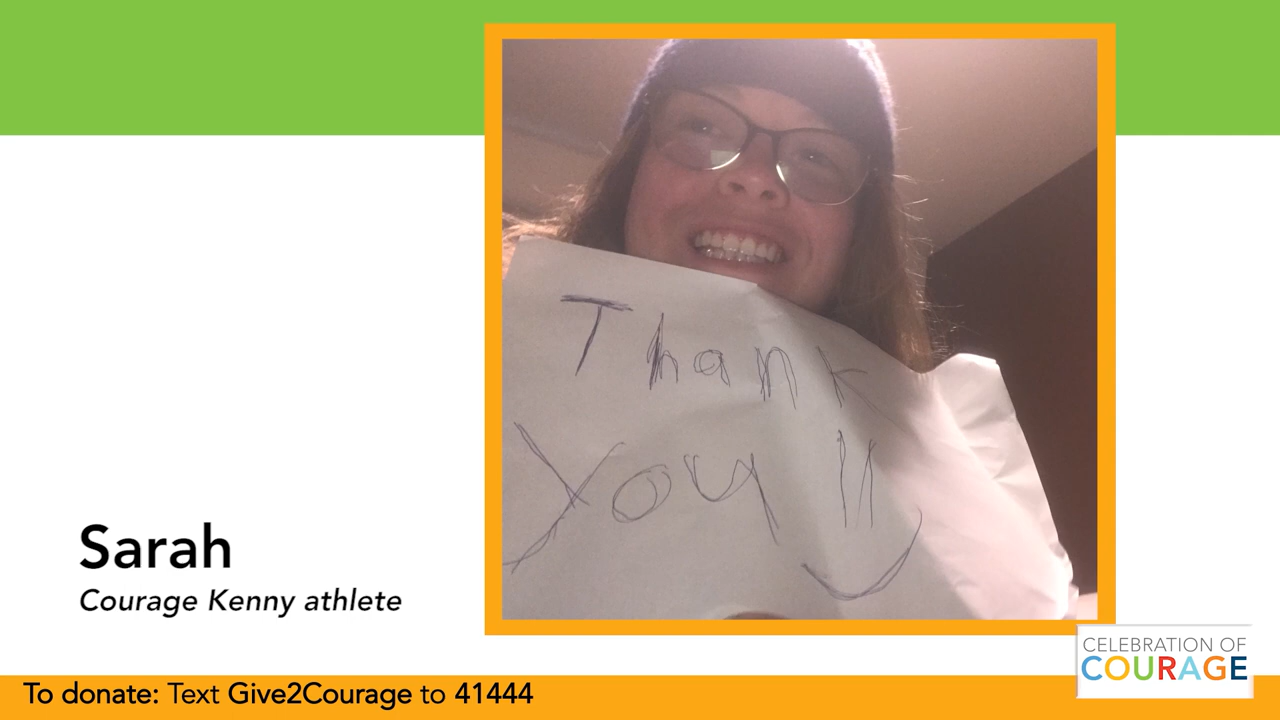 Thank
you !!
Sarah
Courage Kenny athlete
CELEBRATION OF
COURAGE
To donate: Text Give2Courage to 41444